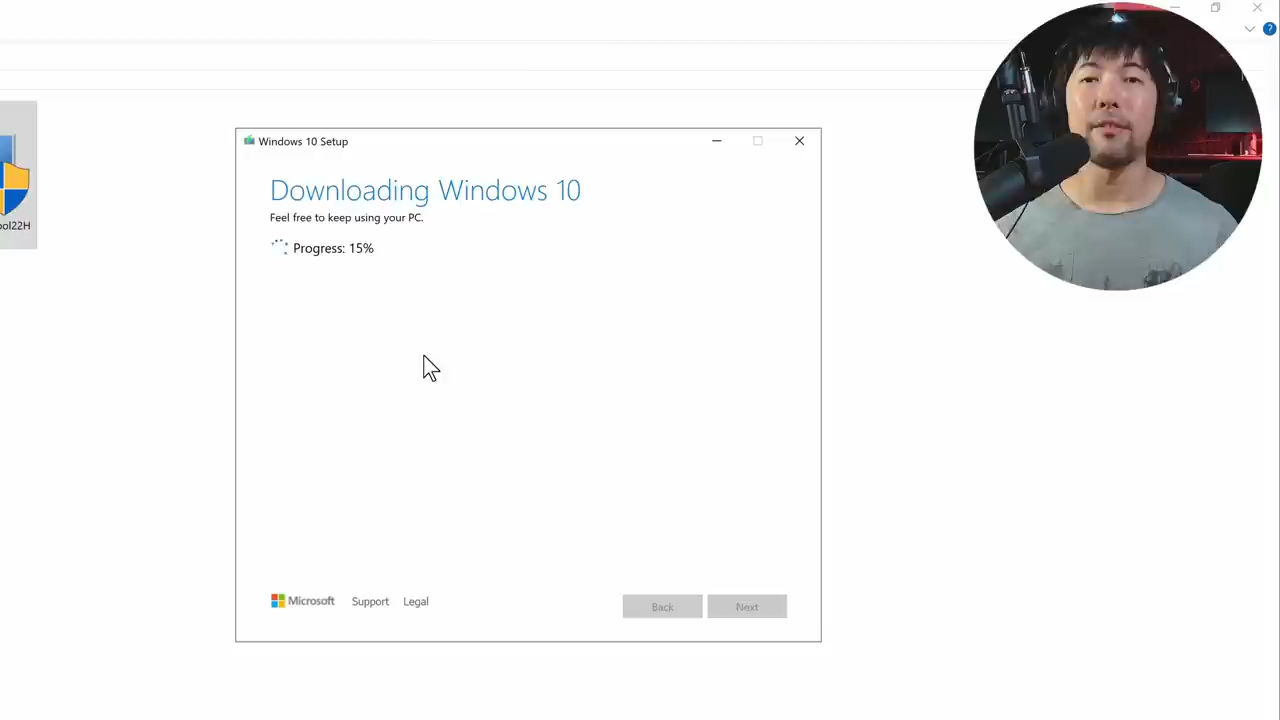 Windows 10 Setup
Downloading Windows 10
Feel free to keep using your PC.
Progress: 15%
ool22H
Microsoft Support Legal
Back Next